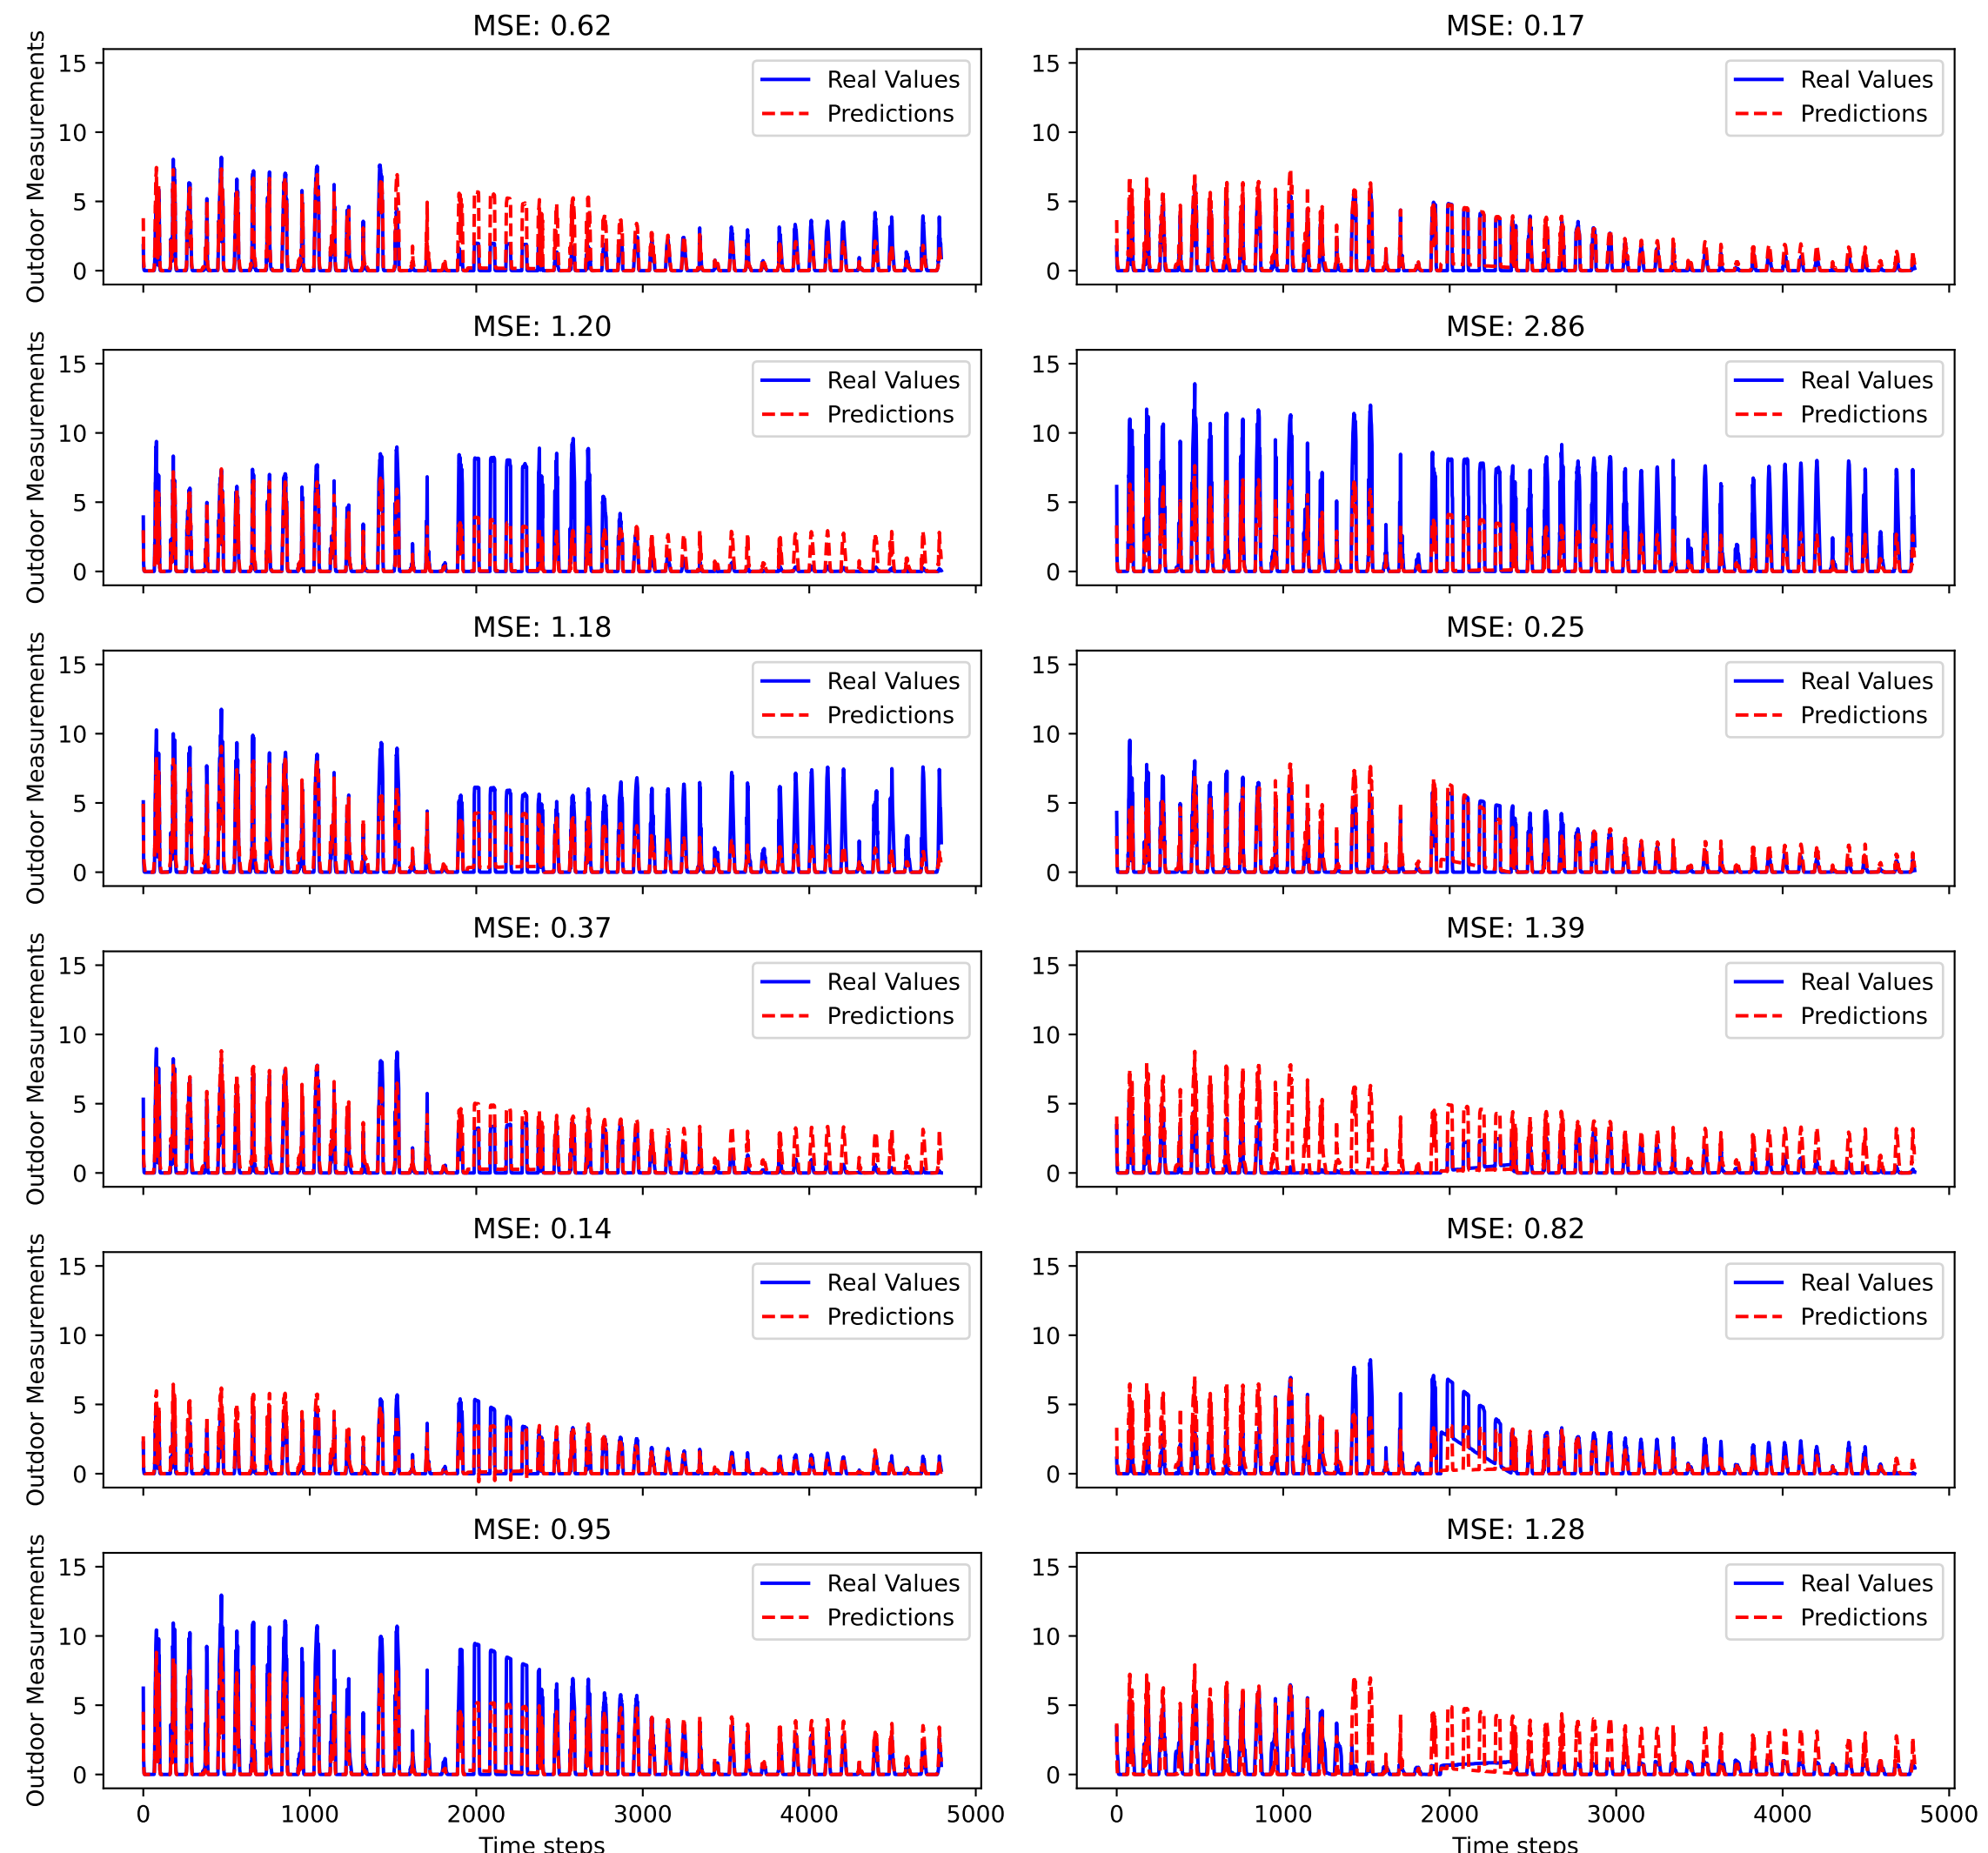 MSE: 0.62
MSE: 0.17
Outdoor Measurements
15
10
5
0
Real Values
Predictions
15
10
5
0
Real Values
Predictions
MSE: 1.20
MSE: 2.86
Outdoor Measurements
15
10
5
0
Real Values
Predictions
15
10
5
0
Real Values
Predictions
MSE: 1.18
MSE: 0.25
Outdoor Measurements
15
10
5
0
Real Values
Predictions
15
10
5
0
Real Values
Predictions
MSE: 0.37
MSE: 1.39
Outdoor Measurements
15
10
5
0
Real Values
Predictions
15
10
5
0
Real Values
Predictions
MSE: 0.14
MSE: 0.82
Outdoor Measurements
15
10
5
0
Real Values
Predictions
15
10
5
0
Real Values
Predictions
MSE: 0.95
MSE: 1.28
Outdoor Measurements
15
10
5
0
Real Values
Predictions
15
10
5
0
Real Values
Predictions
0 1000 2000 3000 4000 5000
0 1000 2000 3000 4000 5000
Time steps
Time steps